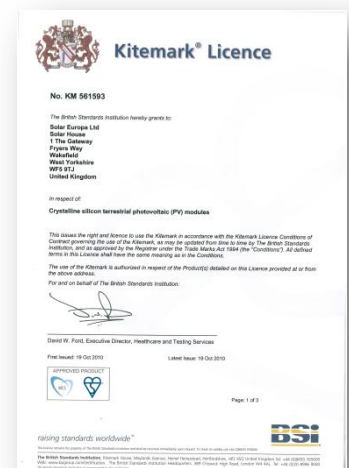 Kitemark® Licence
No. KM 561593
The British Standards Institution hereby grants to:
Solar Europa Ltd
Solar House
1 The Gateway
Fryers Way
Wakefield
West Yorkshire
WF5 9TJ
United Kingdom
In respect of:
Crystalline silicon terrestrial photovoltaic (PV) modules
This issues the right and licence to use the Kitemark in accordance with the Kitemark Licence Conditions of
Contract governing the use of the Kitemark, as may be updated from time to time by The British Standards
Institution, and as approved by the Registrar under the Trade Marks Act 1994 (the "Conditions"). All defined
terms in this Licence shall have the same meaning as in the Conditions.
The use of the Kitemark is authorized in respect of the Product(s) detailed on this Licence provided at or from
the above address.
For and on behalf of The British Standards Institution:
David W. Ford, Executive Director, Healthcare and Testing Services
First Issued: 19 Oct 2010 Latest Issue: 19 Oct 2010
APPROVED PRODUCT
Page: 1 of 3
raising standards worldwide™
BSi